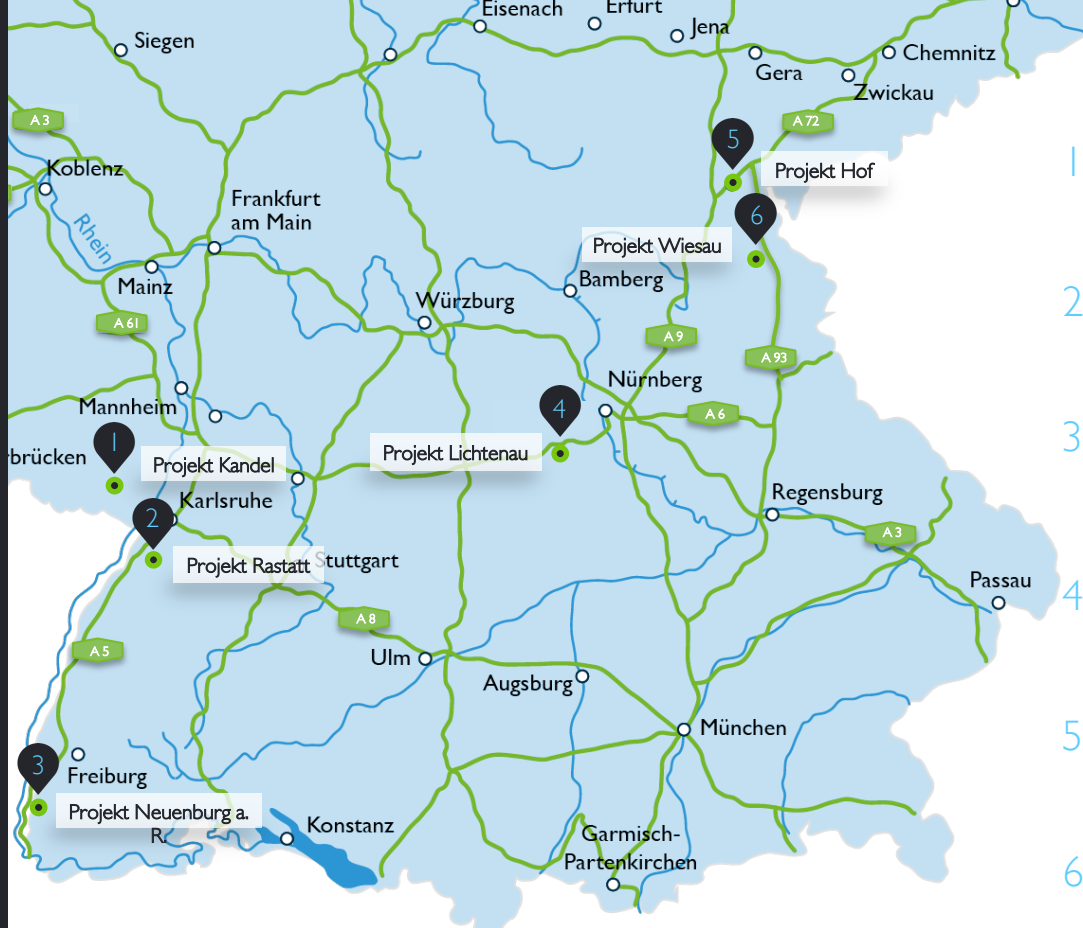 Eisenach
Erfurt
Siegen
Jena
Chemnitz
Gera
Zwickau
A3
A72
5
1
Koblenz
Projekt Hof
Frankfurt
am Main
6
Rhein
Projekt Wiesau
Mainz
Bamberg
Würzburg
2
A61
A9
A93
Nürnberg
Mannheim
4
A6
1
3
rbrücken
Projekt Kandel
Projekt Lichtenau
Karlsruhe
Regensburg
2
A3
Projekt Rastatt
Stuttgart
Passau
4
A8
A5
Ulm
Augsburg
München
5
3
Freiburg
Projekt Neuenburg a.
R.
Konstanz
Garmisch-
Partenkirchen
6